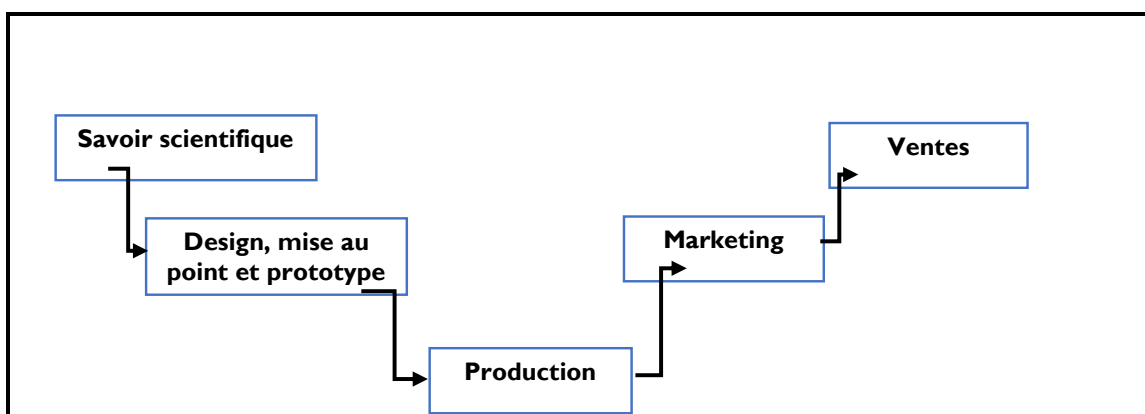 Savoir scientifique
Design, mise au
point et prototype
Production
Marketing
Ventes